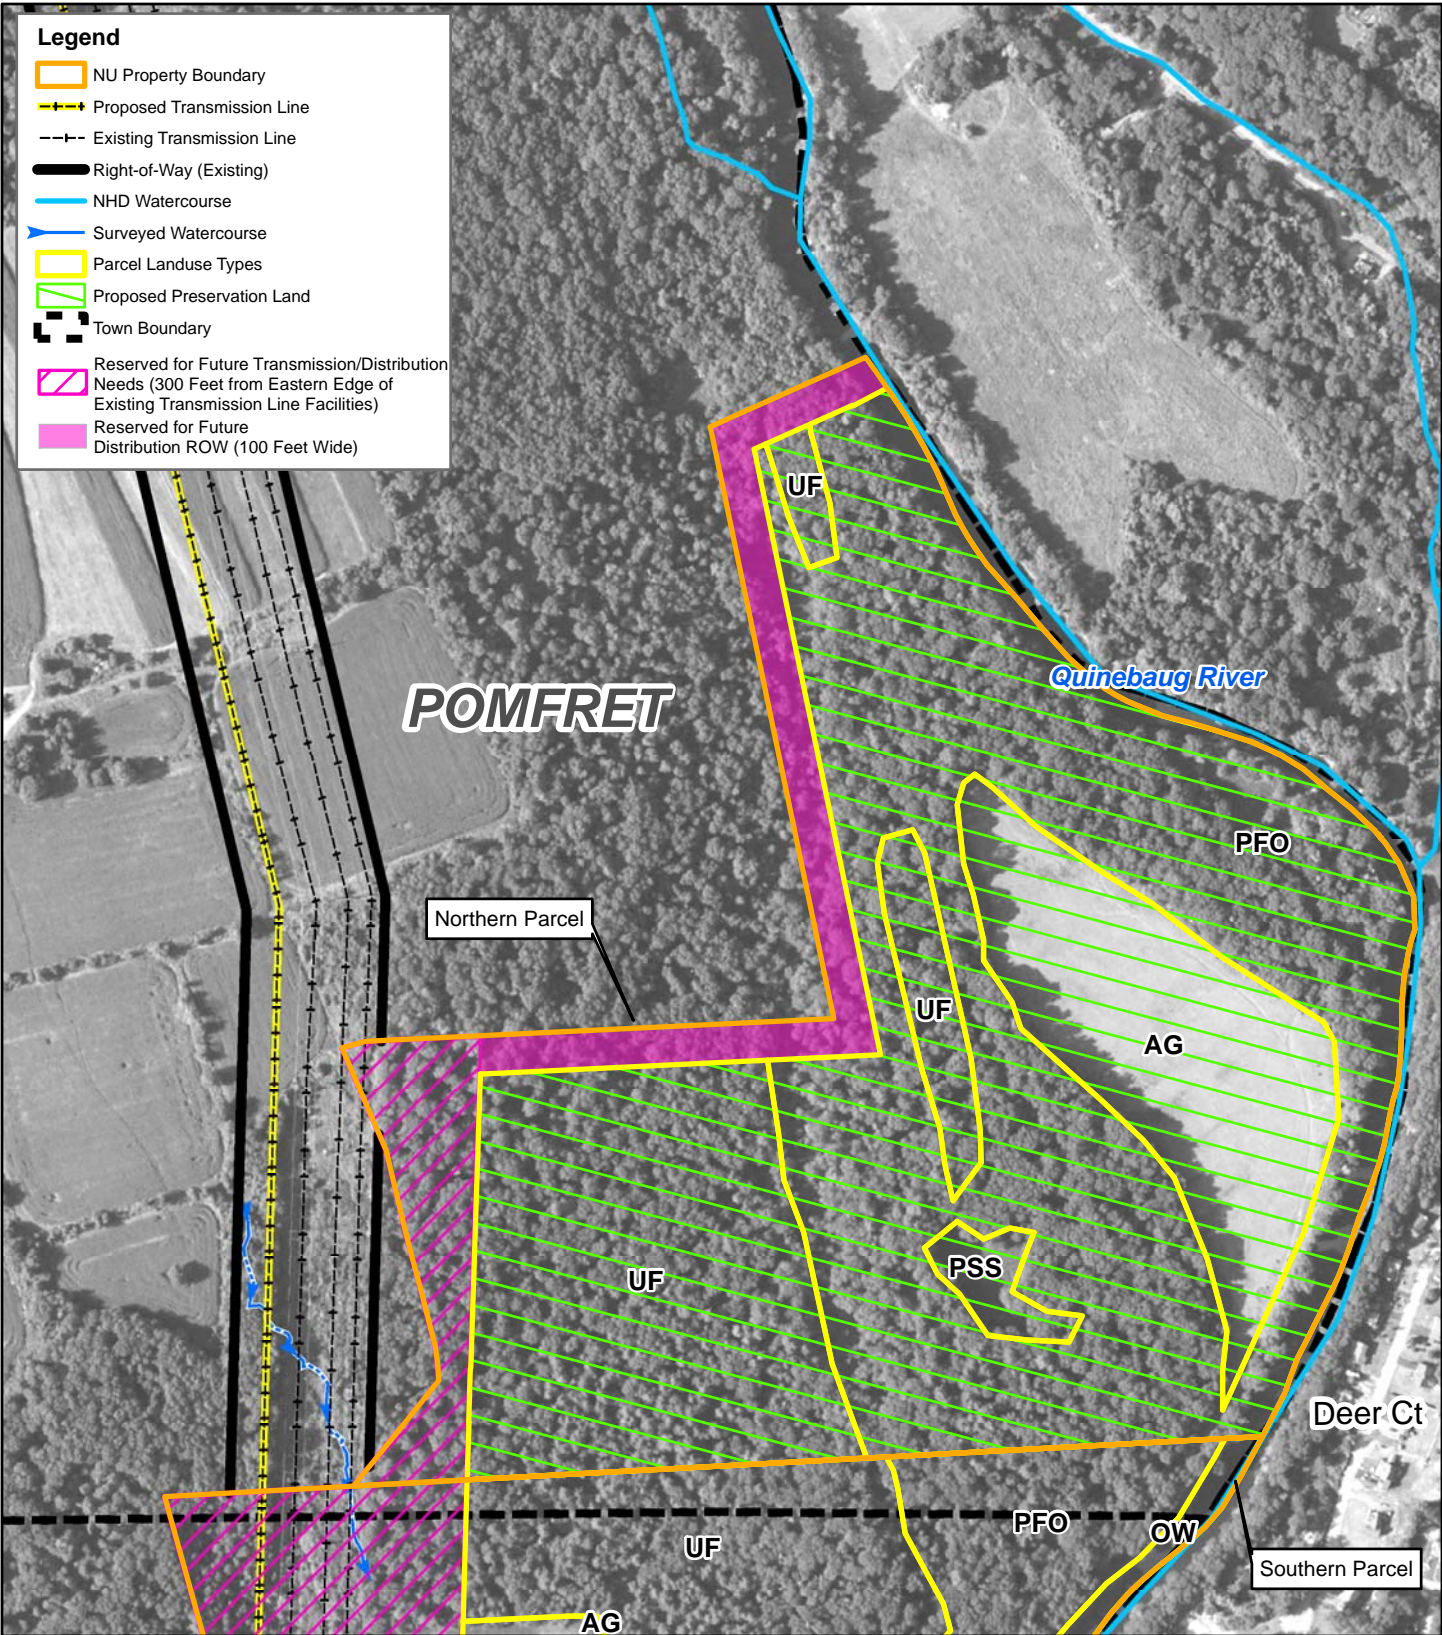 Legend
NU Property Boundary
Proposed Transmission Line
Existing Transmission Line
Right-of-Way (Existing)
NHD Watercourse
Surveyed Watercourse
Parcel Landuse Types
Proposed Preservation Land
Town Boundary
Reserved for Future Transmission/Distribution
Needs (300 Feet from Eastern Edge of
Existing Transmission Line Facilities)
Reserved for Future
Distribution ROW (100 Feet Wide)
UF
Quinebaug River
POMFRET
PFO
Northern Parcel
UF
AG
PSS
UF
Deer Ct
PFO
OW
UF
Southern Parcel
AG